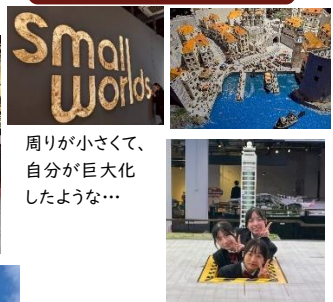 small
worlds
周りが小さくて、
自分が巨大化
したような…